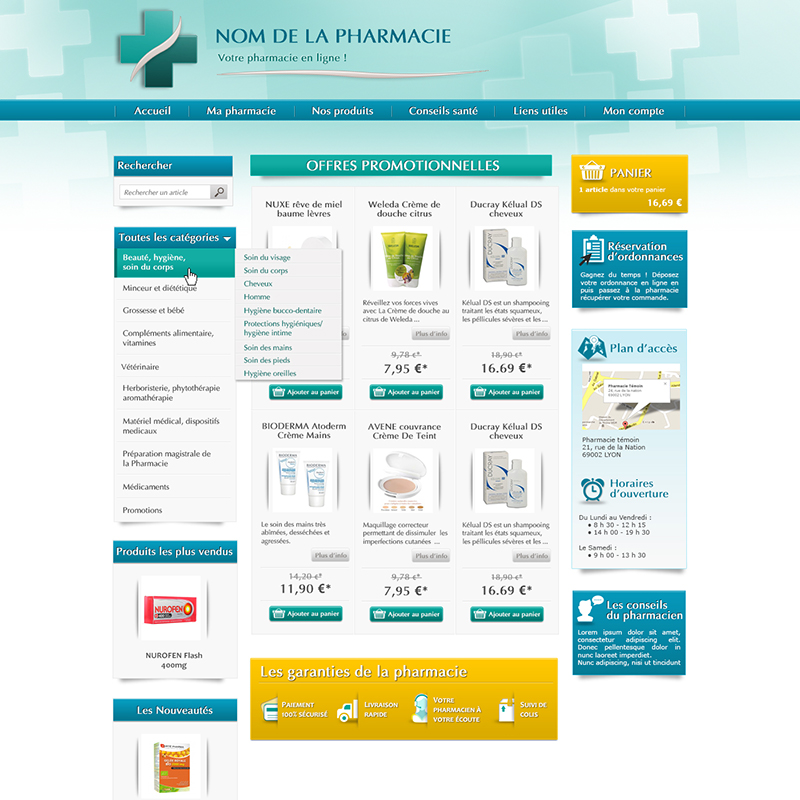 NOM DE LA PHARMACIE
Votre pharmacie en ligne !
Accueil
Ma pharmacie
Nos produits
Conseils santé
Liens utiles
Mon compte
Rechercher
Rechercher un article
Toutes les catégories
Beauté, hygiène,
soin du corps
Minceur et diététique
Grossesse et bébé
Compléments alimentaire,
vitamines
Vétérinaire
Herboristerie, phytothérapie
aromathérapie
Matériel médical, dispositifs
medicaux
Préparation magistrale de
la Pharmacie
Médicaments
Promotions
Soin du visage
Soin du corps
Cheveux
Homme
Hygiène bucco-dentaire
Protections hygiéniques/
hygiène intime
Soin des mains
Soin des pieds
Hygiène oreilles
Produits les plus vendus
NUROFEN
NUROFEN Flash
400mg
Les Nouveautés
OFFRES PROMOTIONNELLES
NUXE rêve de miel
baume lèvres
Plus d'info
Ajouter au panier
Weleda Crème de
douche citrus
Réveillez vos forces vives
avec La Crème de douche au
citrus de Weleda ...
Plus d'info
9,78 €*
7,95 €*
Ajouter au panier
Ducray Kélual DS
cheveux
DUCRAY
Kélual DS est un shampooing
traitant les états squameux,
les péllicules sévères et les ...
Plus d'info
18,90 €*
16.69 €*
Ajouter au panier
BIODERMA Atoderm
Crème Mains
BIODERMA
Le soin des mains très
abîmées, desséchées et
agressées.
Plus d'info
14,20 €*
11,90 €*
Ajouter au panier
AVENE couvrance
Crème De Teint
Maquillage correcteur
permettant de dissimuler les
imperfections cutanées ...
Plus d'info
9,78 €*
7,95 €*
Ajouter au panier
Ducray Kélual DS
cheveux
DUCRAY
Kélual DS est un shampooing
traitant les états squameux,
les péllicules sévères et les ...
Plus d'info
18,90 €*
16.69 €*
Ajouter au panier
Les garanties de la pharmacie
Paiement
100% sécurisé
Livraison
rapide
Votre
pharmacien à
votre écoute
Suivi de
colis
PANIER
1 article dans votre panier
16,69 €
Réservation
d'ordonnances
Gagnez du temps ! Déposez
votre ordonnance en ligne en
puis passez à la pharmacie
récupérer votre commande.
Plan d'accès
Pharmacie Témoin
24 rue de la nation
69002 LYON
Pharmacie témoin
21, rue de la Nation
69002 LYON
Horaires
d'ouverture
Du Lundi au Vendredi :
• 8 h 30 - 12 h 15
• 14 h 00 - 19 h 30
Le Samedi :
• 9 h 00 - 13 h 30
Les conseils
du pharmacien
Lorem ipsum dolor sit amet,
consectetur adipiscing elit.
Donec pellentesque dolor in
nunc laoreet imperdiet.
Nunc adipiscing, nisi ut tincidunt